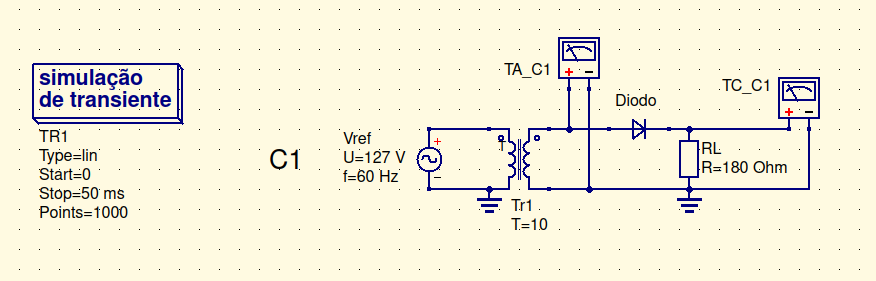 simulação
de transiente
TR1
Type=lin
Start=0
Stop=50 ms
Points=1000
C1
Vref
U=127 V
f=60 Hz
+
−
T
Tr1
T=10
TA_C1
+ −
Diodo
TC_C1
+ −
RL
R=180 Ohm